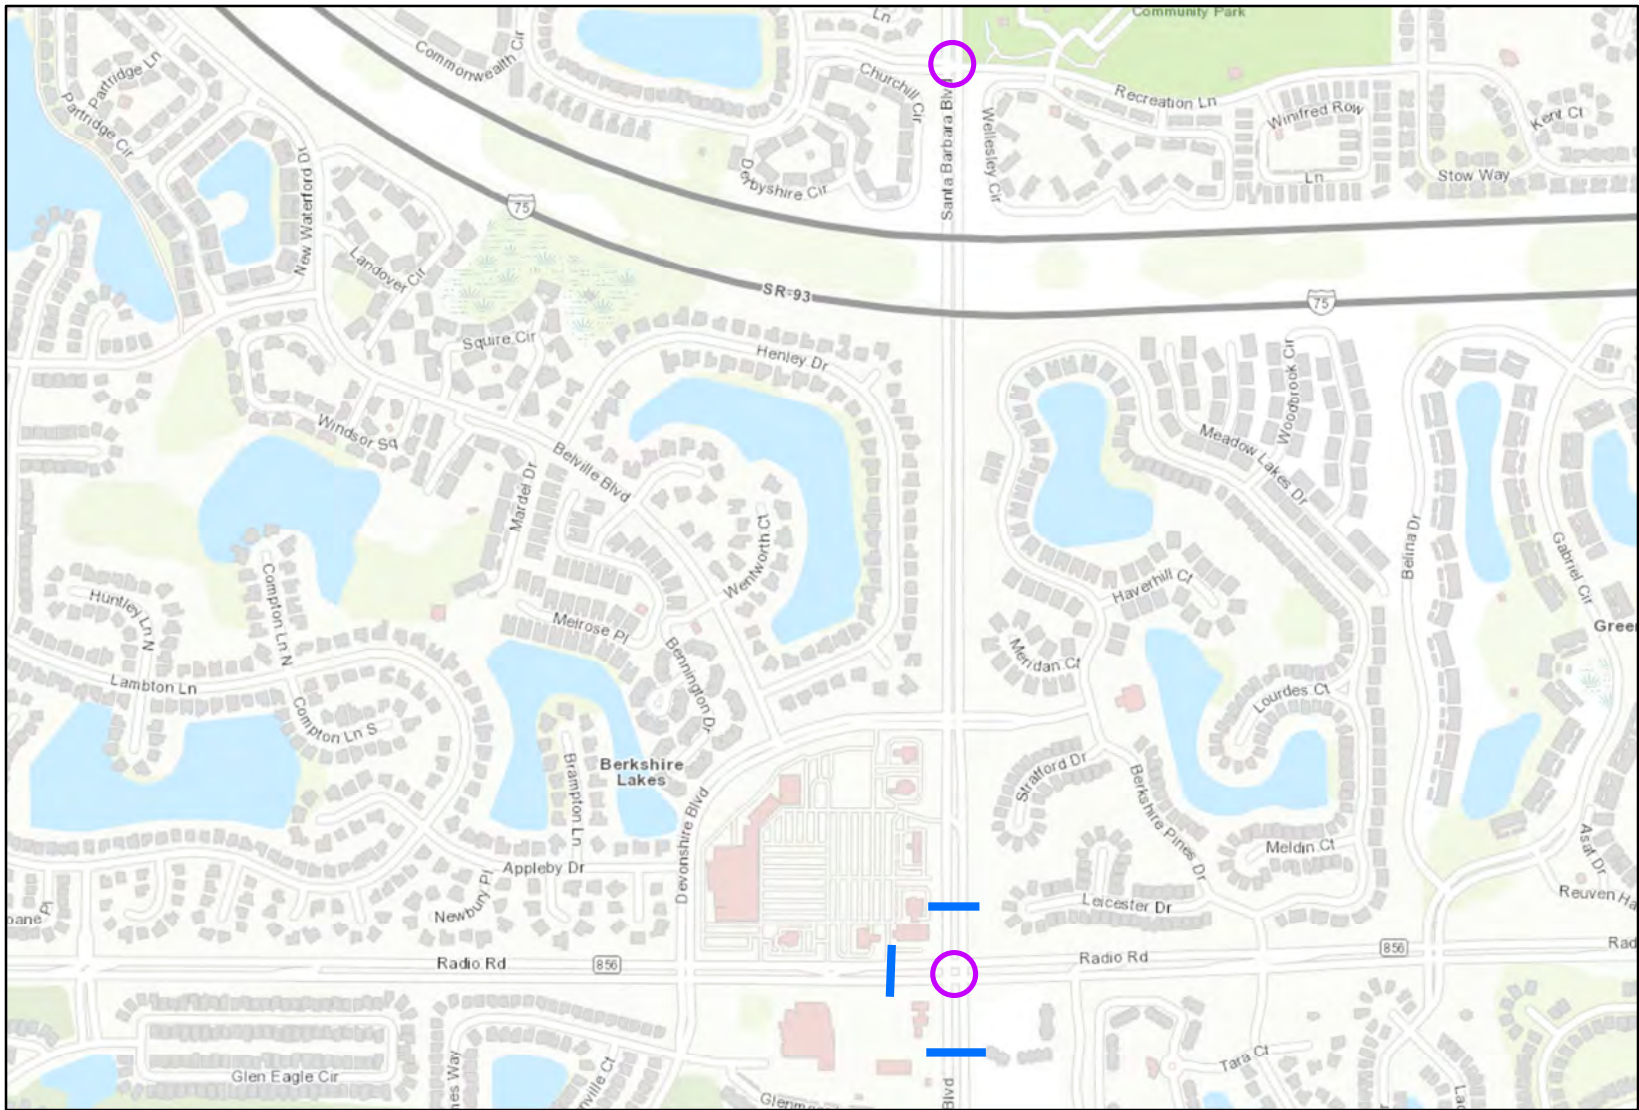 Community Park
Ln
Commonwealth Cir
Partridge Ln
Partridge Cir
Churchill Cir
Santa Barbara Blvd
Wellesley Cir
Recreation Ln
Winifred Row
Kent Ct
Derbyshire Cir
Ln
Stow Way
New Waterford Dr
75
Landover Cir
SR-93
75
Squire Cir
Henley Dr
Woodbrook Cir
Windsor Sq
Belville Blvd
Meadow Lakes Dr
Mardel Dr
Wentworth Ct
Belina Dr
Gabriel Cir
Compton Ln N
Huntley Ln N
Haverhill Ct
Melrose Pl
Bennington Dr
Meridan Ct
Lambton Ln
Lourdes Ct
Compton Ln S
Berkshire
Lakes
Brampton Ln
Stratford Dr
Berkshire Pines Dr
Devonshire Blvd
Meldin Ct
Asaf Dr
Appleby Dr
Newbury Pl
Leicester Dr
Reuven
Pl
Radio Rd
856
Radio Rd
856
Glen Eagle Cir
Tara Ct
Blvd